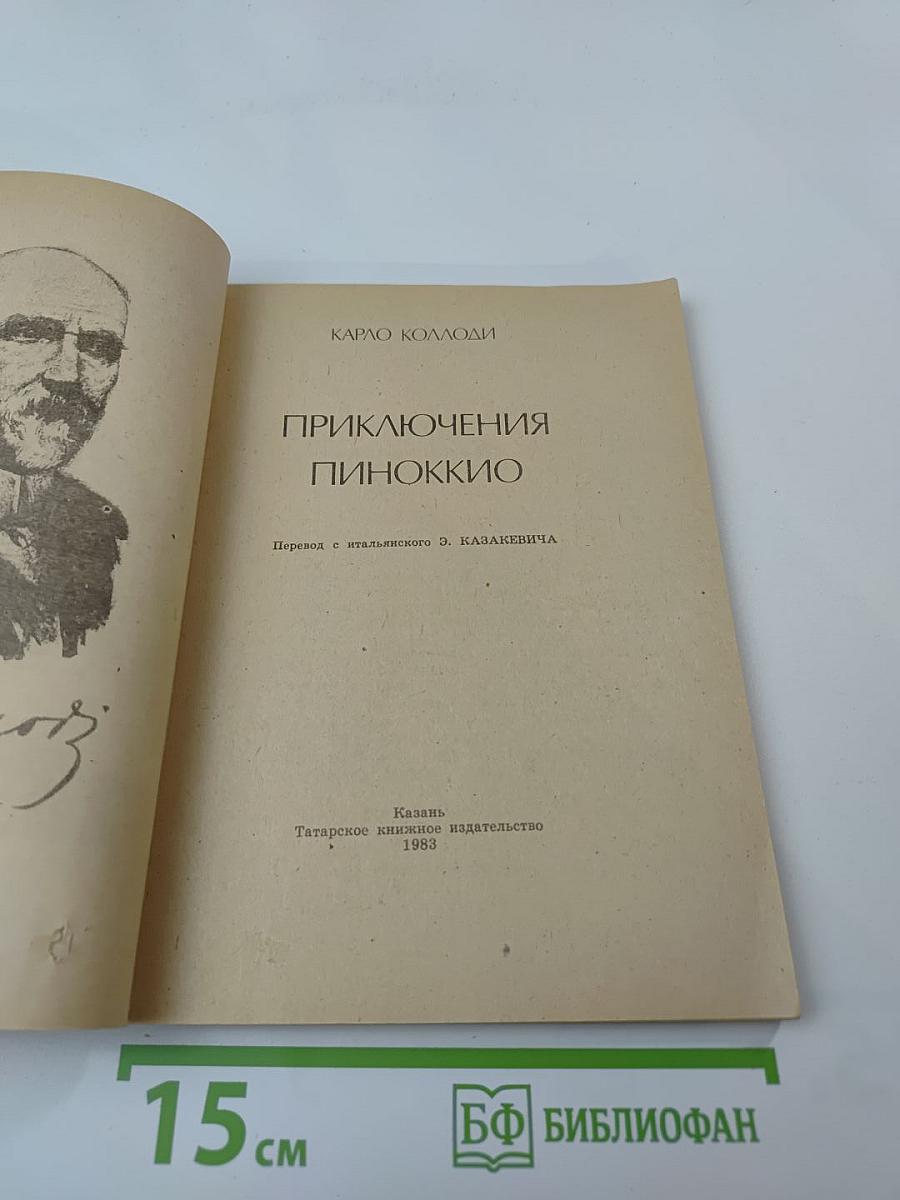 КАРЛО КОЛЛОДИ
ПРИКЛЮЧЕНИЯ
ПИНОККИО
Перевод с итальянского Э. КАЗАКЕВИЧА
Казань
Татарское книжное издательство
1983
15 см
БФ БИБЛИОФАН